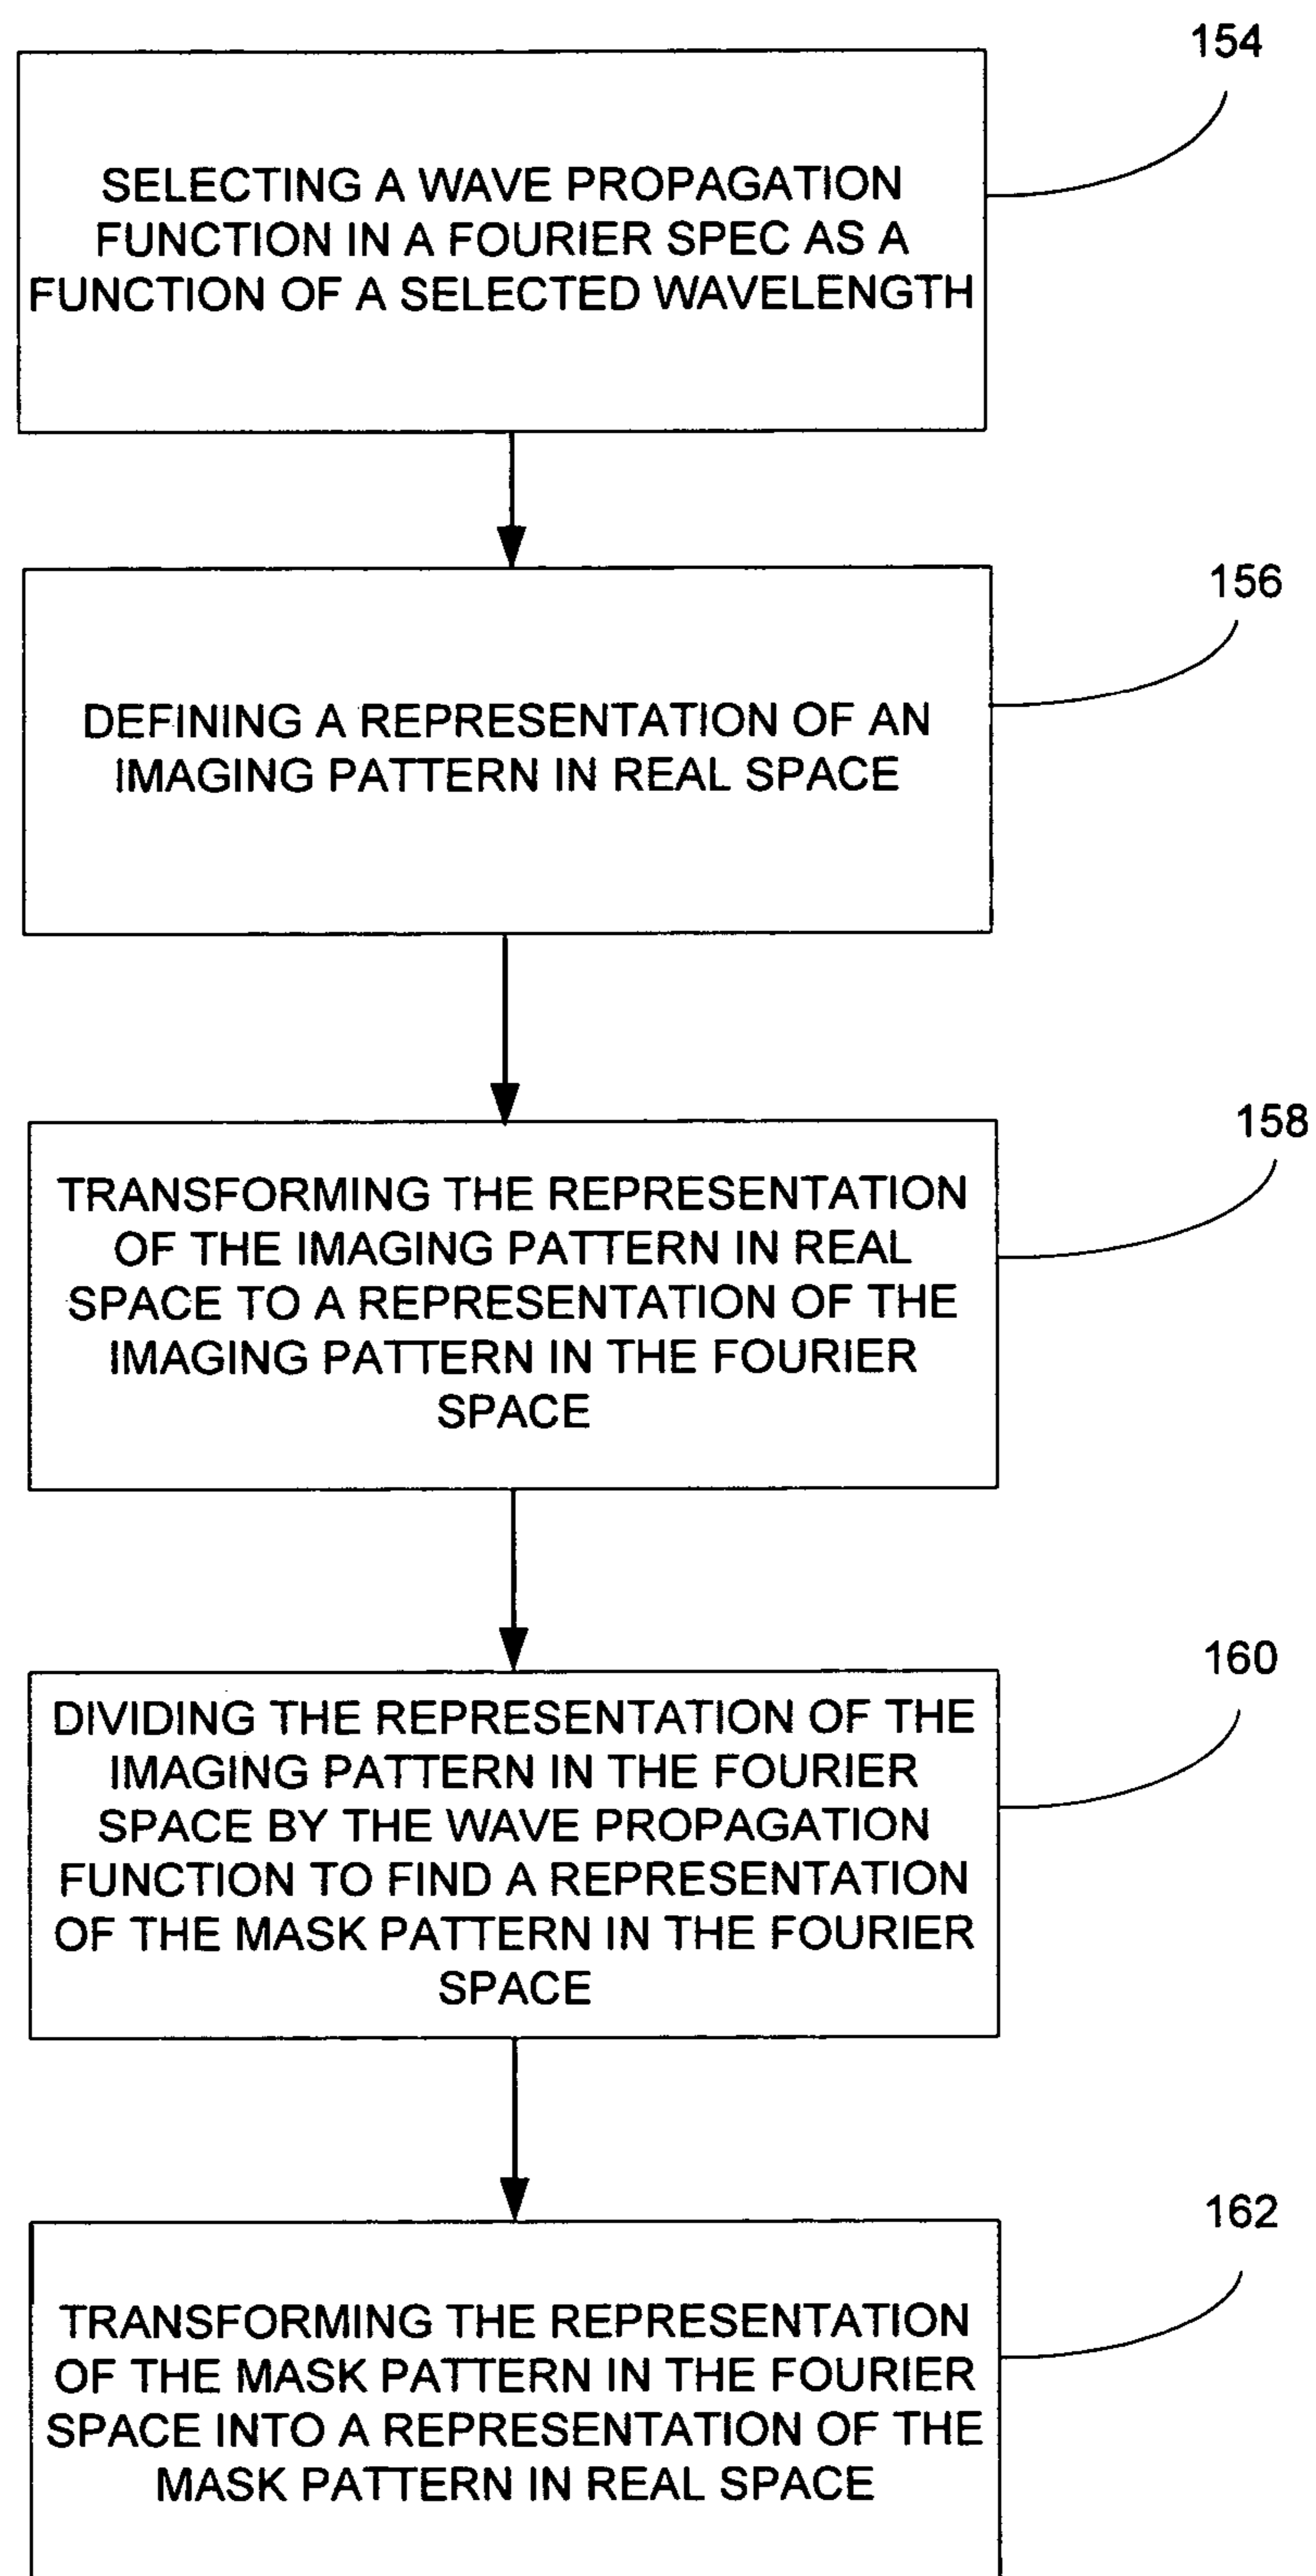 154
SELECTING A WAVE PROPAGATION
FUNCTION IN A FOURIER SPEC AS A
FUNCTION OF A SELECTED WAVELENGTH
156
DEFINING A REPRESENTATION OF AN
IMAGING PATTERN IN REAL SPACE
158
TRANSFORMING THE REPRESENTATION
OF THE IMAGING PATTERN IN REAL
SPACE TO A REPRESENTATION OF THE
IMAGING PATTERN IN THE FOURIER
SPACE
160
DIVIDING THE REPRESENTATION OF THE
IMAGING PATTERN IN THE FOURIER
SPACE BY THE WAVE PROPAGATION
FUNCTION TO FIND A REPRESENTATION
OF THE MASK PATTERN IN THE FOURIER
SPACE
162
TRANSFORMING THE REPRESENTATION
OF THE MASK PATTERN IN THE FOURIER
SPACE INTO A REPRESENTATION OF THE
MASK PATTERN IN REAL SPACE